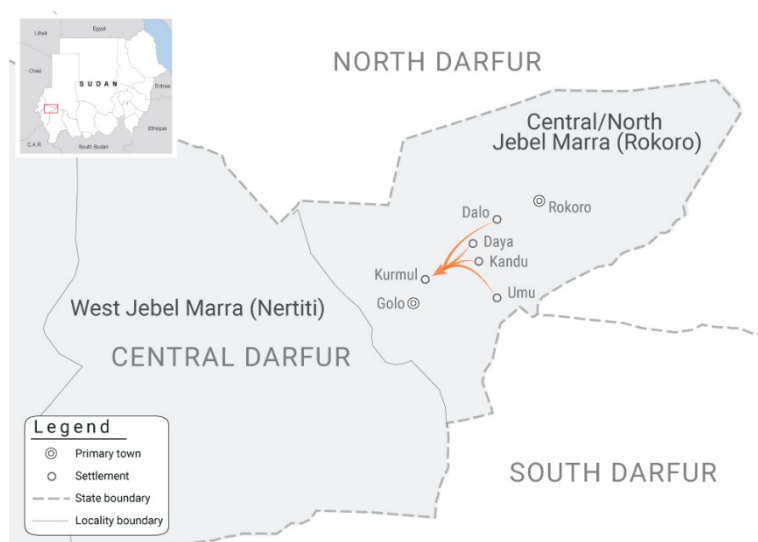 Libya
Egypt
Chad
SUDAN
Eritrea
Ethiopia
C.A.R.
South Sudan
NORTH DARFUR
Central/North
Jebel Marra (Rokoro)
Rokoro
Dalo
Daya
Kandu
Kurmul
Golo
Umu
West Jebel Marra (Nertiti)
CENTRAL DARFUR
SOUTH DARFUR
Legend
Primary town
Settlement
State boundary
Locality boundary